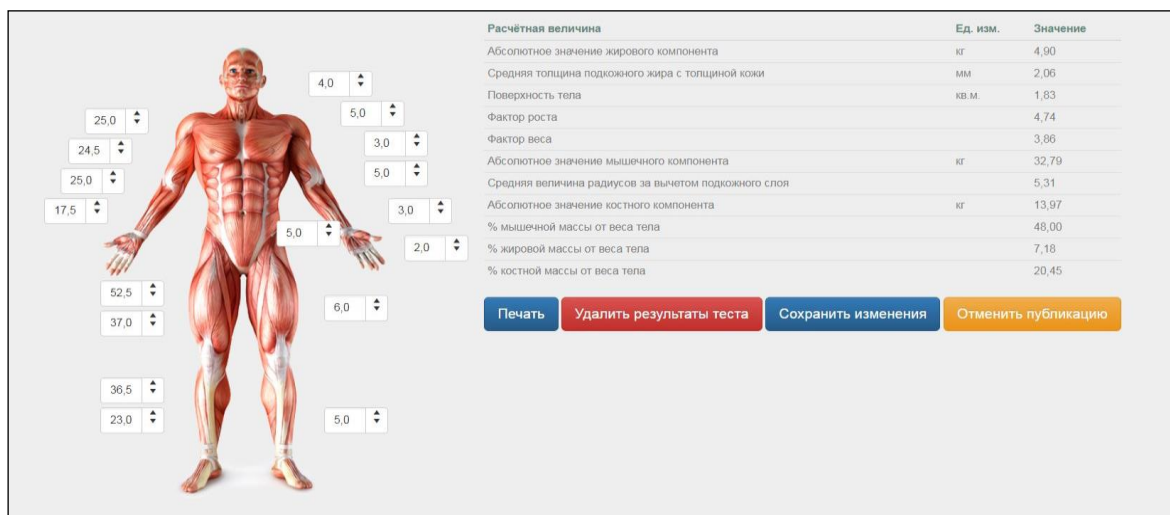 4,0
5,0
25,0
3,0
24,5
5,0
25,0
17,5
3,0
5,0
2,0
52,5
6,0
37,0
36,5
23,0
5,0
Расчётная величина Ед. изм. Значение
Абсолютное значение жирового компонента кг 4,90
Средняя толщина подкожного жира с толщиной кожи мм 2,06
Поверхность тела кв.м. 1,83
Фактор роста 4,74
Фактор веса 3,86
Абсолютное значение мышечного компонента кг 32,79
Средняя величина радиусов за вычетом подкожного слоя 5,31
Абсолютное значение костного компонента кг 13,97
% мышечной массы от веса тела 48,00
% жировой массы от веса тела 7,18
% костной массы от веса тела 20,45
Печать Удалить результаты теста Сохранить изменения Отменить публикацию